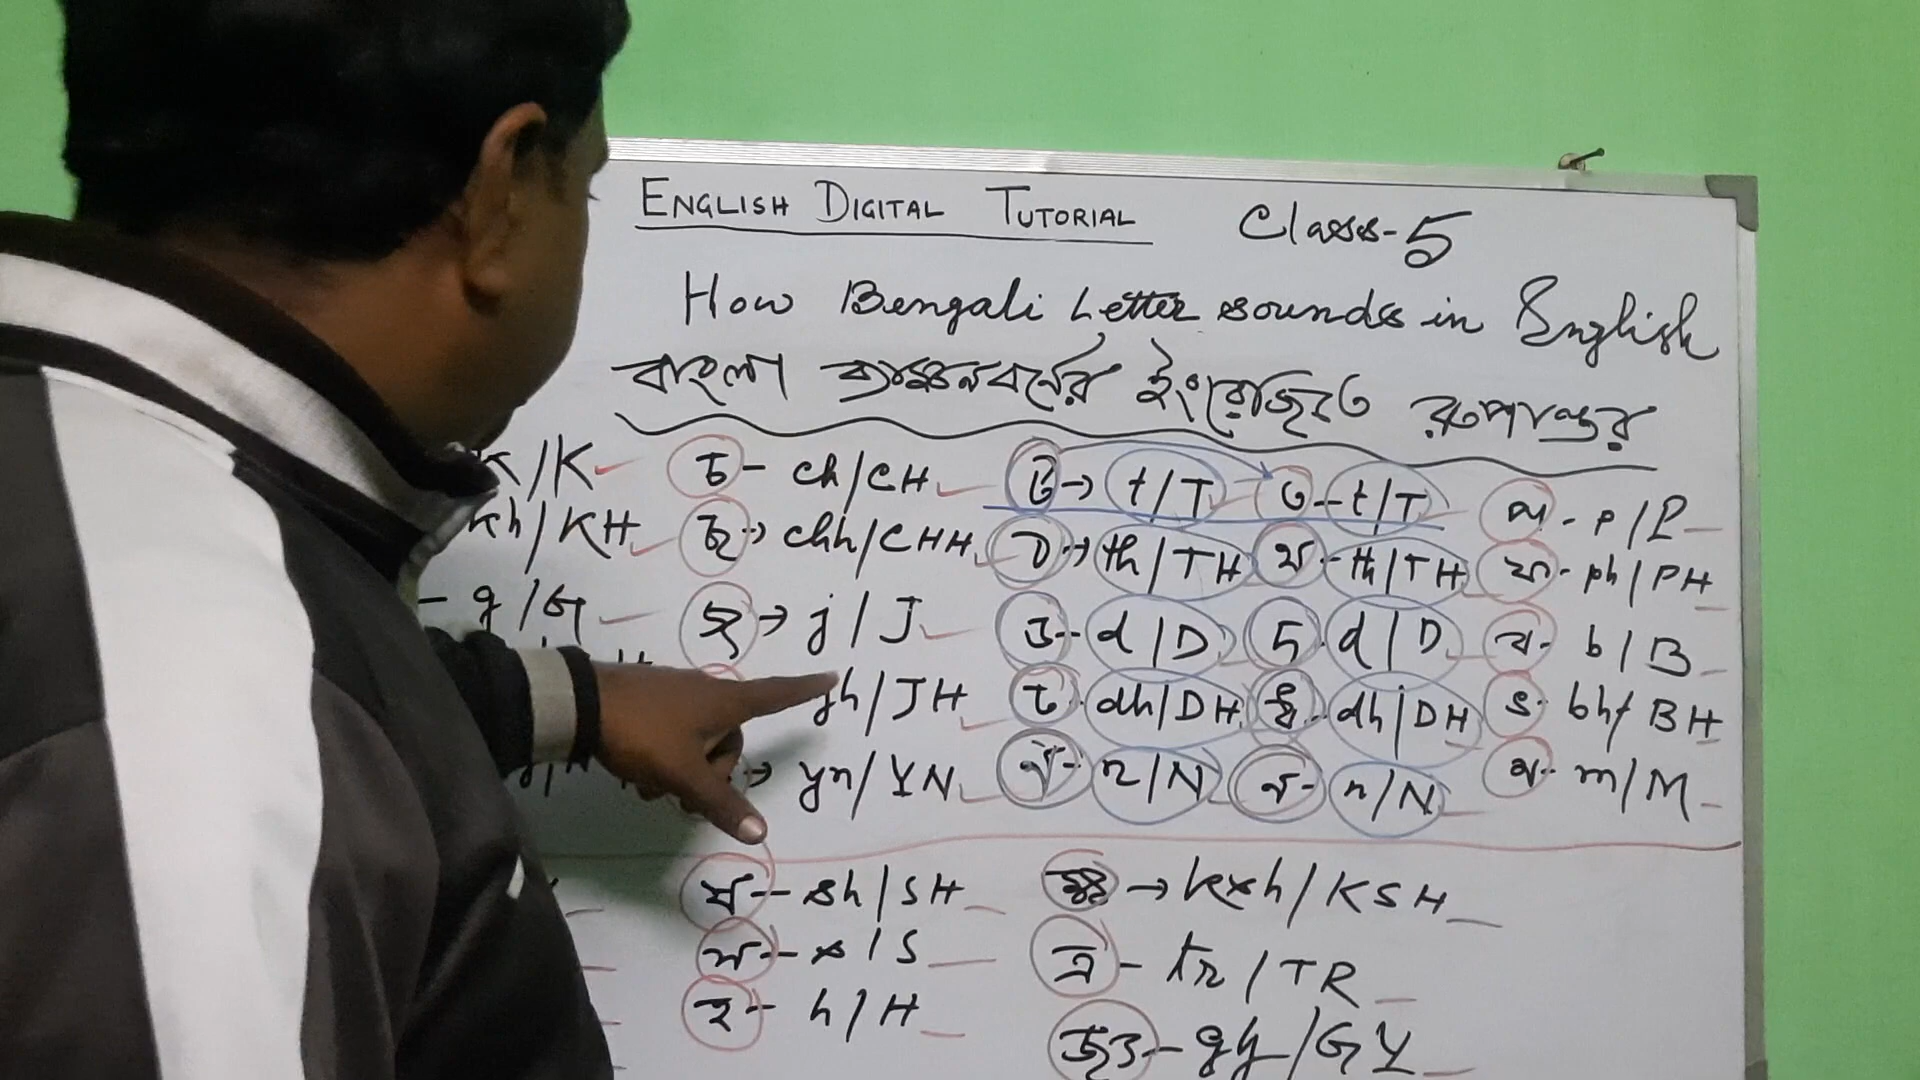 ENGLISH DIGITAL TUTORIAL Class-5
How Bengali Letter sounds in English
বাংলা ব্যঞ্জনবর্ণের ইংরেজিতে রূপান্তর
K/K চ- ch/CH ট→ t/T ত-t/T প- p/P
Kh/KH ছ→ chh/CHH ঠ→ th/TH থ-th/TH ফ- ph/PH
- g/G জ→ j/J ড-d/D দ-d/D ব- b/B
jh/JH ঢ- dh/DH ধ- dh/DH ভ- bh/BH
→ yn/YN ণ- n/N ন- n/N ম- m/M
ষ- sh/SH ক্ষ→ ksh/KSH
স- s/S ত্র- tr/TR
হ- h/H জ্ঞ- gy/GY